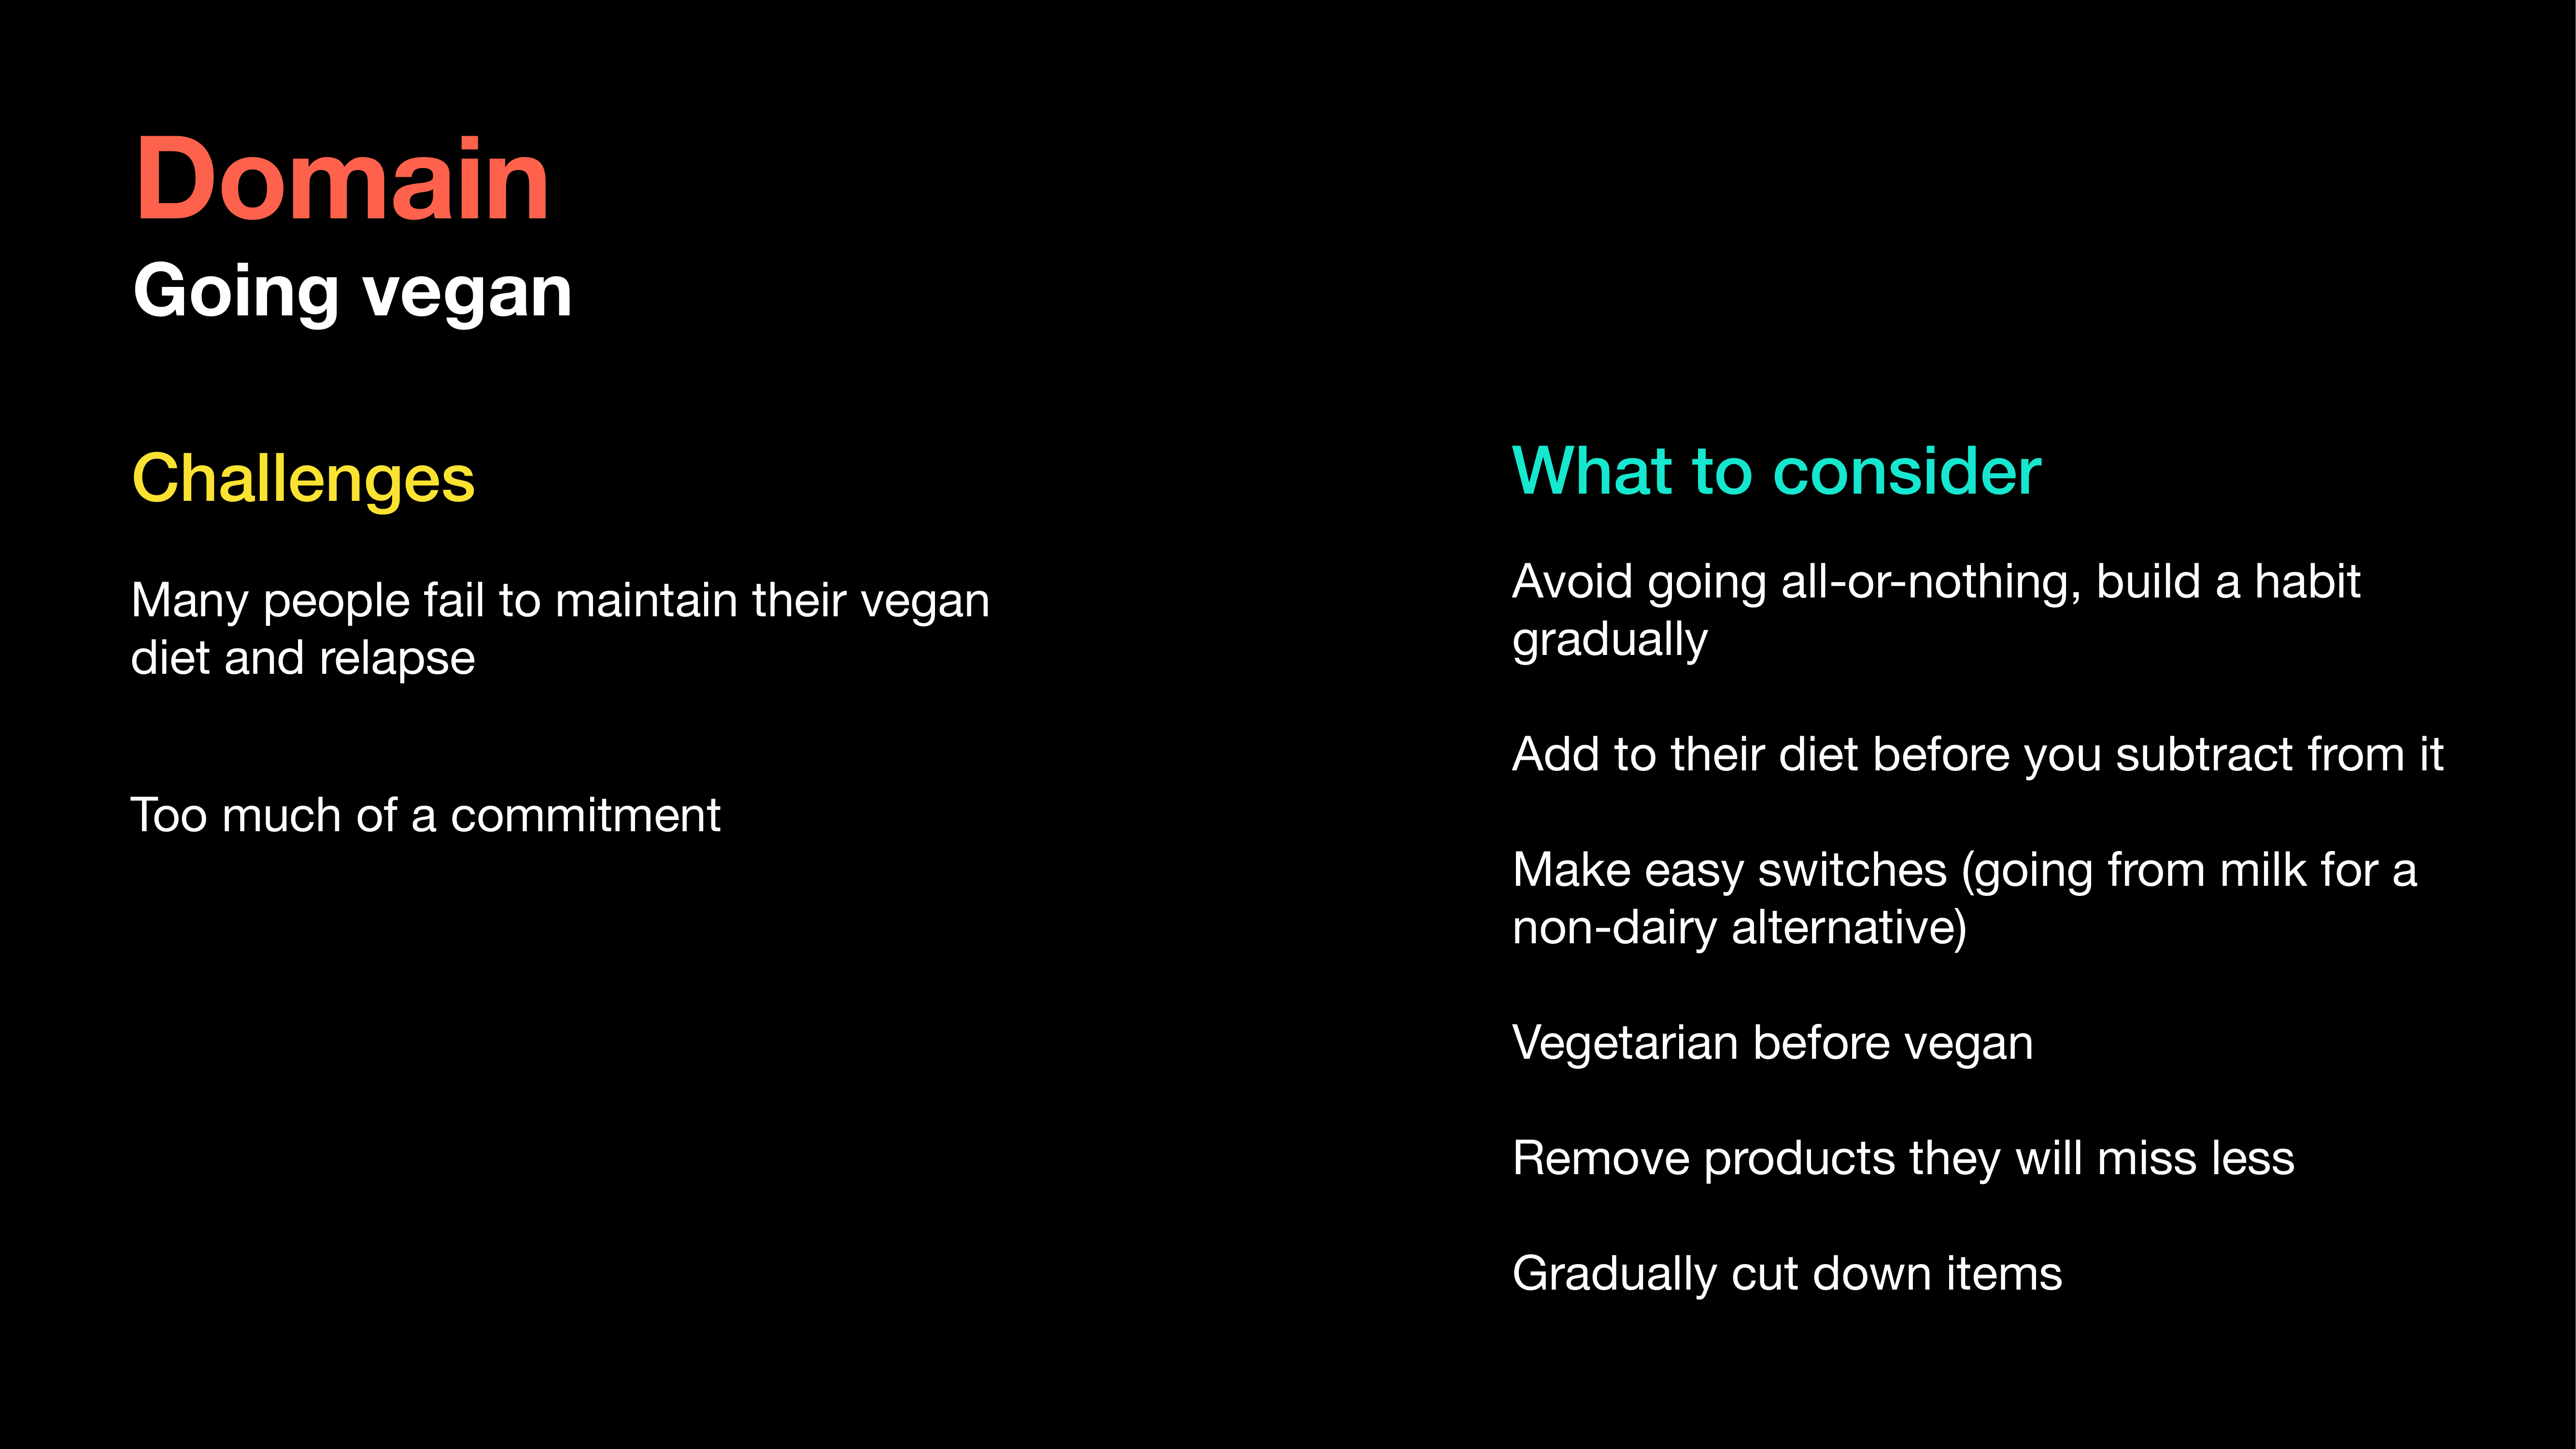 Domain
Going vegan
Challenges
Many people fail to maintain their vegan
diet and relapse
Too much of a commitment
What to consider
Avoid going all-or-nothing, build a habit
gradually
Add to their diet before you subtract from it
Make easy switches (going from milk for a
non-dairy alternative)
Vegetarian before vegan
Remove products they will miss less
Gradually cut down items